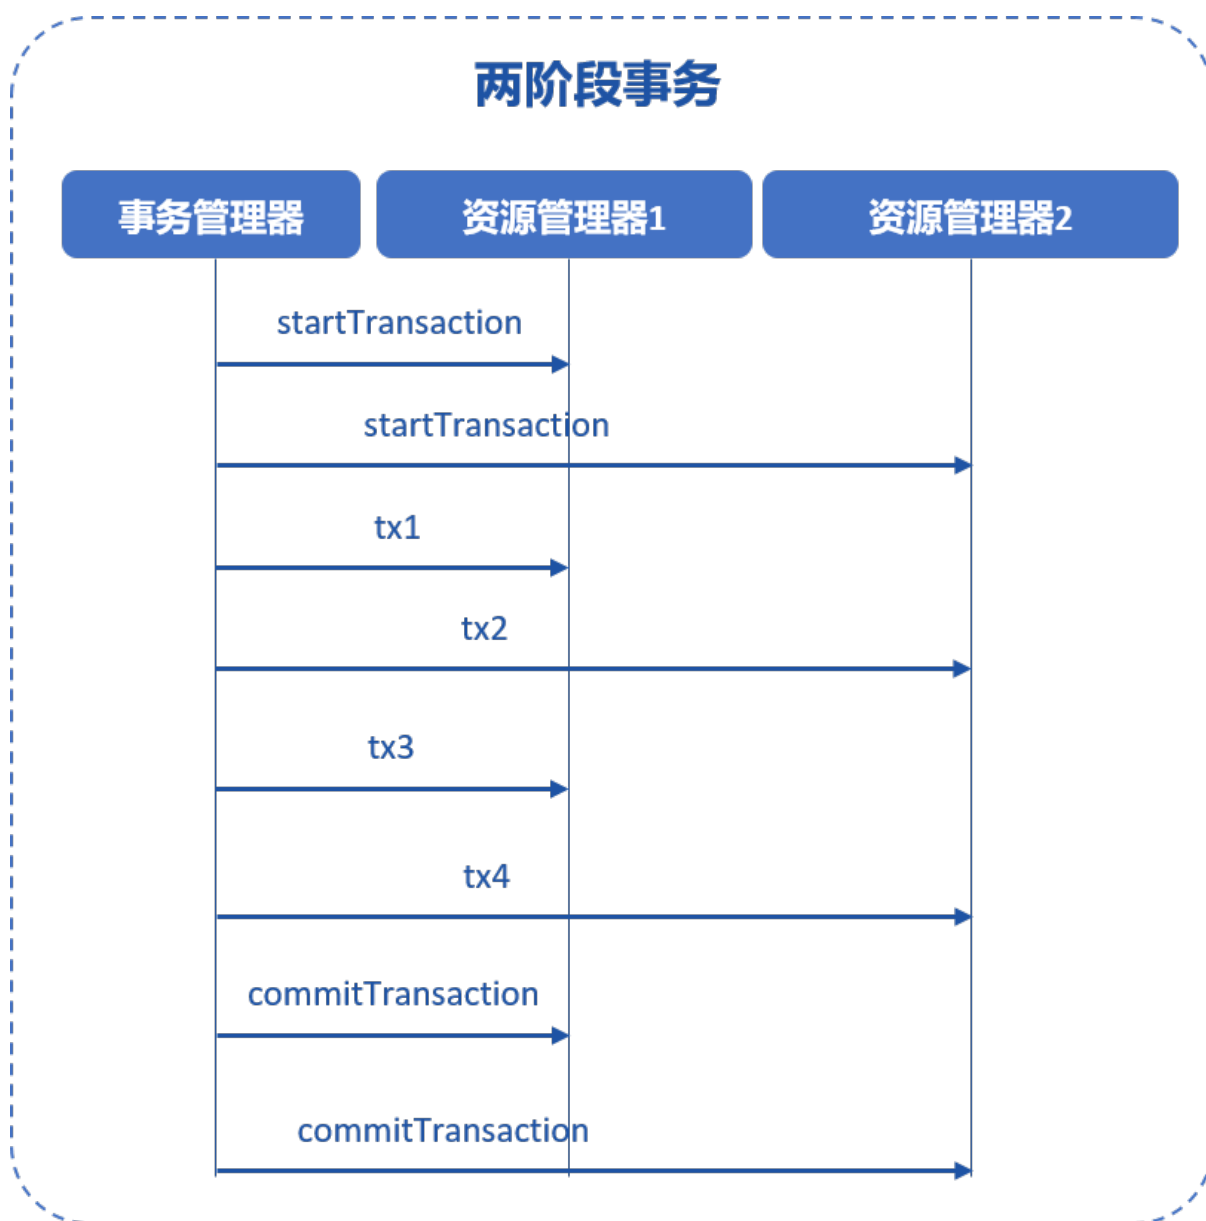 两阶段事务
事务管理器
资源管理器1
资源管理器2
startTransaction
startTransaction
tx1
tx2
tx3
tx4
commitTransaction
commitTransaction